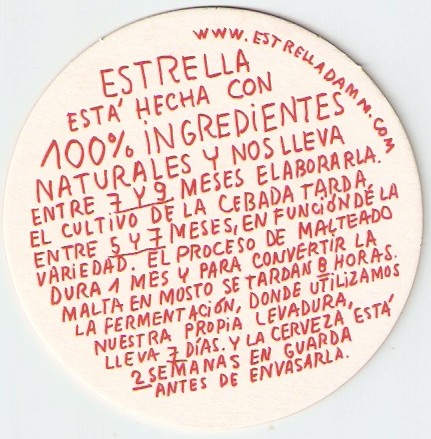 WWW.ESTRELLADAMM.COM
ESTRELLA
ESTÁ HECHA CON
100% INGREDIENTES
NATURALES Y NOS LLEVA
ENTRE 7 Y 9 MESES ELABORARLA.
EL CULTIVO DE LA CEBADA TARDA,
ENTRE 5 Y 7 MESES, EN FUNCIÓN DE LA
VARIEDAD. EL PROCESO DE MALTEADO
DURA 1 MES Y PARA CONVERTIR LA
MALTA EN MOSTO SE TARDAN 8 HORAS.
LA FERMENTACIÓN, DONDE UTILIZAMOS
NUESTRA PROPIA LEVADURA,
LLEVA 7 DÍAS. Y LA CERVEZA ESTÁ
2 SEMANAS EN GUARDA
ANTES DE ENVASARLA.